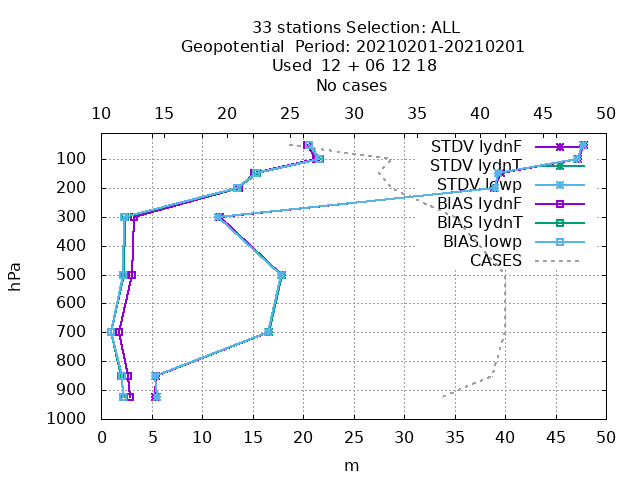 33 stations Selection: ALL
Geopotential  Period: 20210201-20210201
Used  12 + 06 12 18
No cases
10 15 20 25 30 35 40 45 50
STDV lydnF
STDV lydnT
STDV lowp
BIAS lydnF
BIAS lydnT
BIAS lowp
CASES
hPa
100
200
300
400
500
600
700
800
900
1000
0 5 10 15 20 25 30 35 40 45 50
m